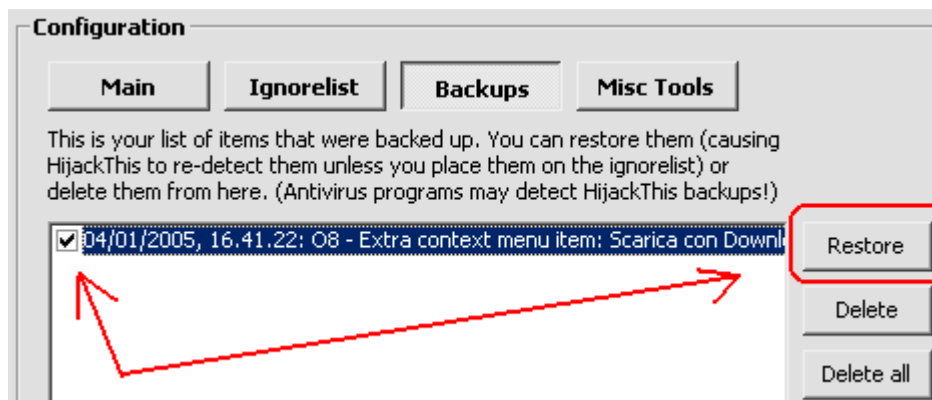 Configuration
Main Ignorelist Backups Misc Tools
This is your list of items that were backed up. You can restore them (causing
HijackThis to re-detect them unless you place them on the ignorelist) or
delete them from here. (Antivirus programs may detect HijackThis backups!)
04/01/2005, 16.41.22: O8 - Extra context menu item: Scarica con Downl
Restore
Delete
Delete all